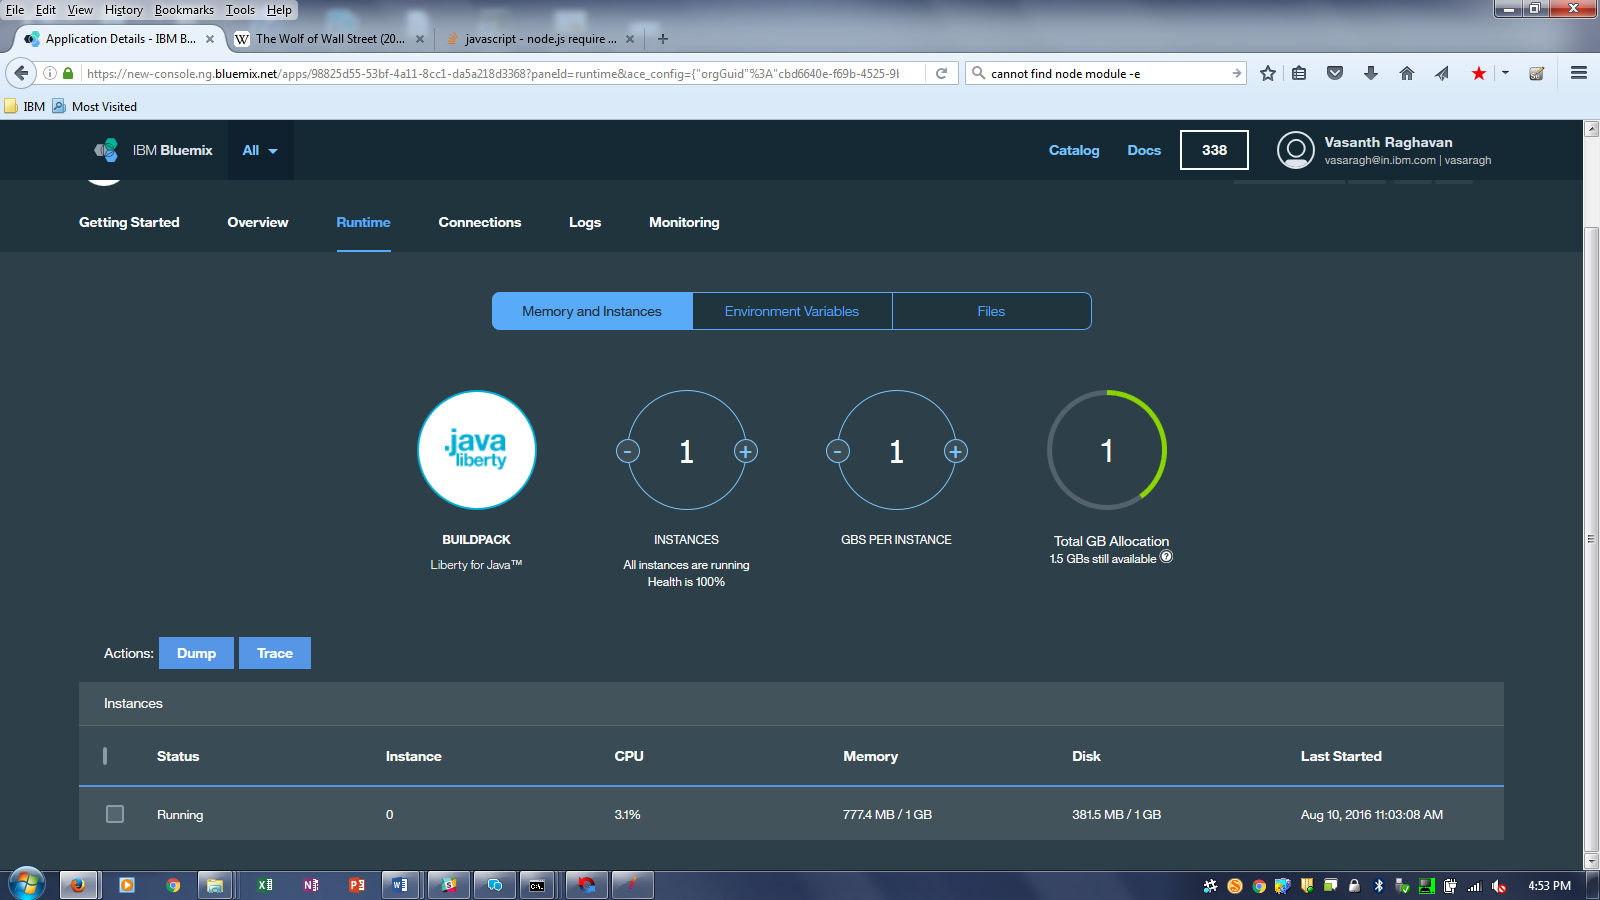 File Edit View History Bookmarks Tools Help
Application Details - IBM B...
The Wolf of Wall Street (20...
javascript - node.js require ...
https://new-console.ng.bluemix.net/apps/98825d55-53bf-4a11-8cc1-da5a218d3368?paneId=runtime&ace_config={"orgGuid"%3A"cbd6640e-f69b-4525-9b
cannot find node module -e
IBM Most Visited
IBM Bluemix All Catalog Docs 338
Vasanth Raghavan
vasaragh@in.ibm.com | vasaragh
Getting Started Overview Runtime Connections Logs Monitoring
Memory and Instances Environment Variables Files
.java
liberty
1
- +
1
- +
1
BUILDPACK
Liberty for Java™
INSTANCES
All instances are running
Health is 100%
GBS PER INSTANCE
Total GB Allocation
1.5 GBs still available ?
Actions: Dump Trace
Instances
Status Instance CPU Memory Disk Last Started
Running 0 3.1% 777.4 MB / 1 GB 381.5 MB / 1 GB Aug 10, 2016 11:03:08 AM
4:53 PM